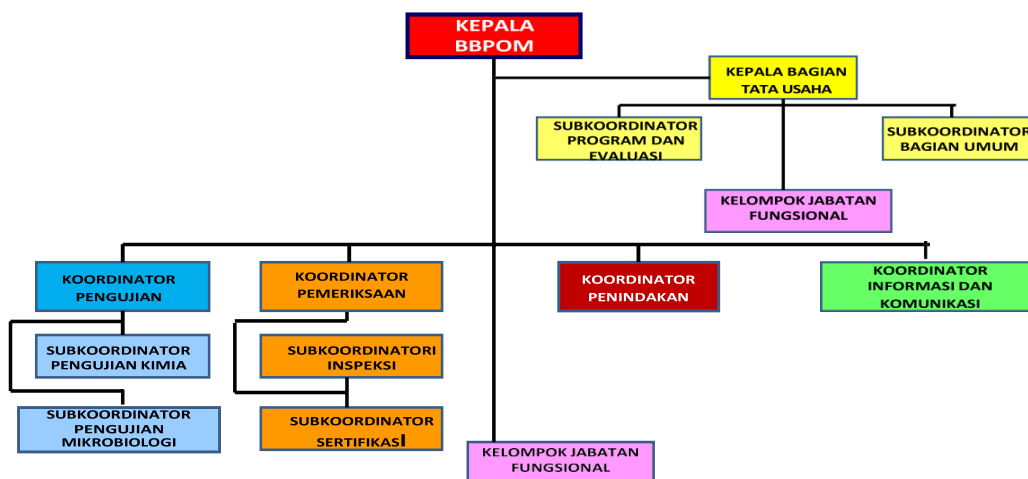 KEPALA
BBPOM
KEPALA BAGIAN
TATA USAHA
SUBKOORDINATOR
PROGRAM DAN
EVALUASI
SUBKOORDINATOR
BAGIAN UMUM
KELOMPOK JABATAN
FUNGSIONAL
KOORDINATOR
PENGUJIAN
KOORDINATOR
PEMERIKSAAN
KOORDINATOR
PENINDAKAN
KOORDINATOR
INFORMASI DAN
KOMUNIKASI
SUBKOORDINATOR
PENGUJIAN KIMIA
SUBKOORDINATORI
INSPEKSI
SUBKOORDINATOR
PENGUJIAN
MIKROBIOLOGI
SUBKOORDINATOR
SERTIFIKASI
KELOMPOK JABATAN
FUNGSIONAL